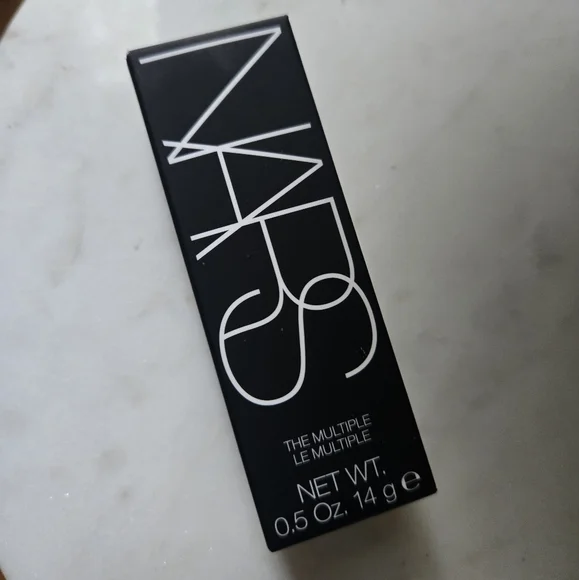 NARS
THE MULTIPLE
LE MULTIPLE
NET WT.
0.5 Oz. 14 g e